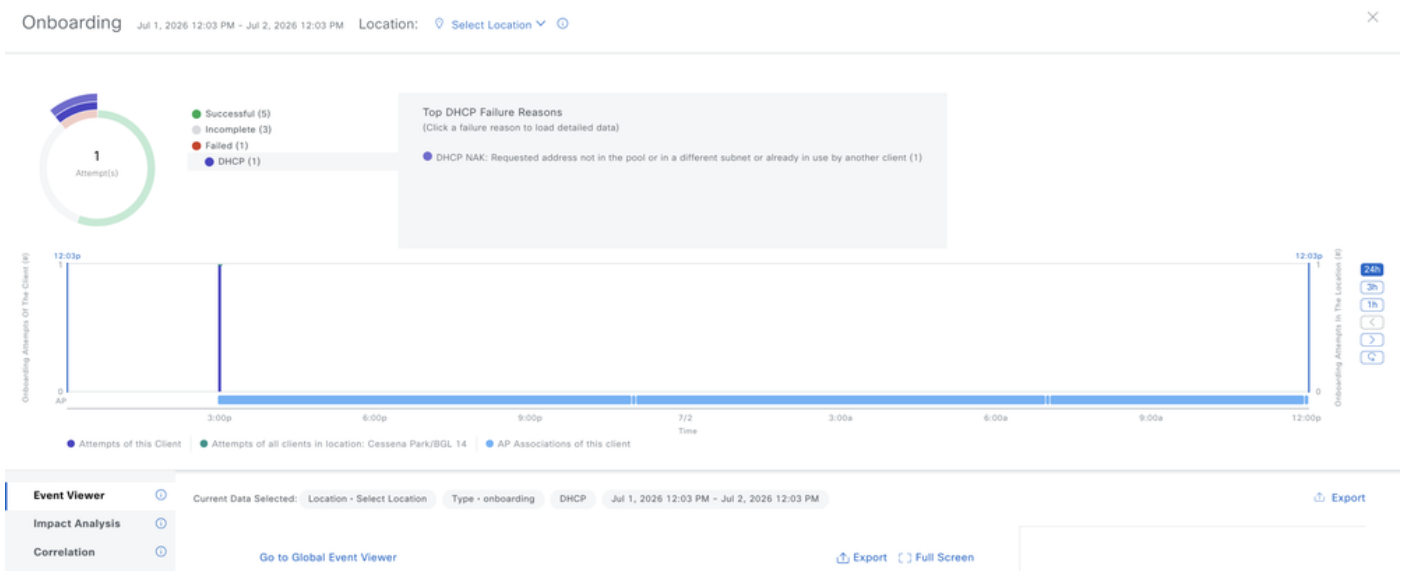 Onboarding Jul 1, 2026 12:03 PM - Jul 2, 2026 12:03 PM Location: Select Location
Successful (5)
Incomplete (3)
Failed (1)
DHCP (1)
1
Attempt(s)
Top DHCP Failure Reasons
(Click a failure reason to load detailed data)
DHCP NAK: Requested address not in the pool or in a different subnet or already in use by another client (1)
Onboarding Attempts Of The Client (#)
12:03p
12:03p
1
1
0
0
AP
Onboarding Attempts In The Location (#)
24h
3h
1h
3:00p 6:00p 9:00p 7/2 3:00a 6:00a 9:00a 12:00p
Time
Attempts of this Client Attempts of all clients in location: Cessena Park/BGL 14 AP Associations of this client
Event Viewer
Impact Analysis
Correlation
Current Data Selected: Location - Select Location Type - onboarding DHCP Jul 1, 2026 12:03 PM - Jul 2, 2026 12:03 PM
Export
Go to Global Event Viewer Export Full Screen